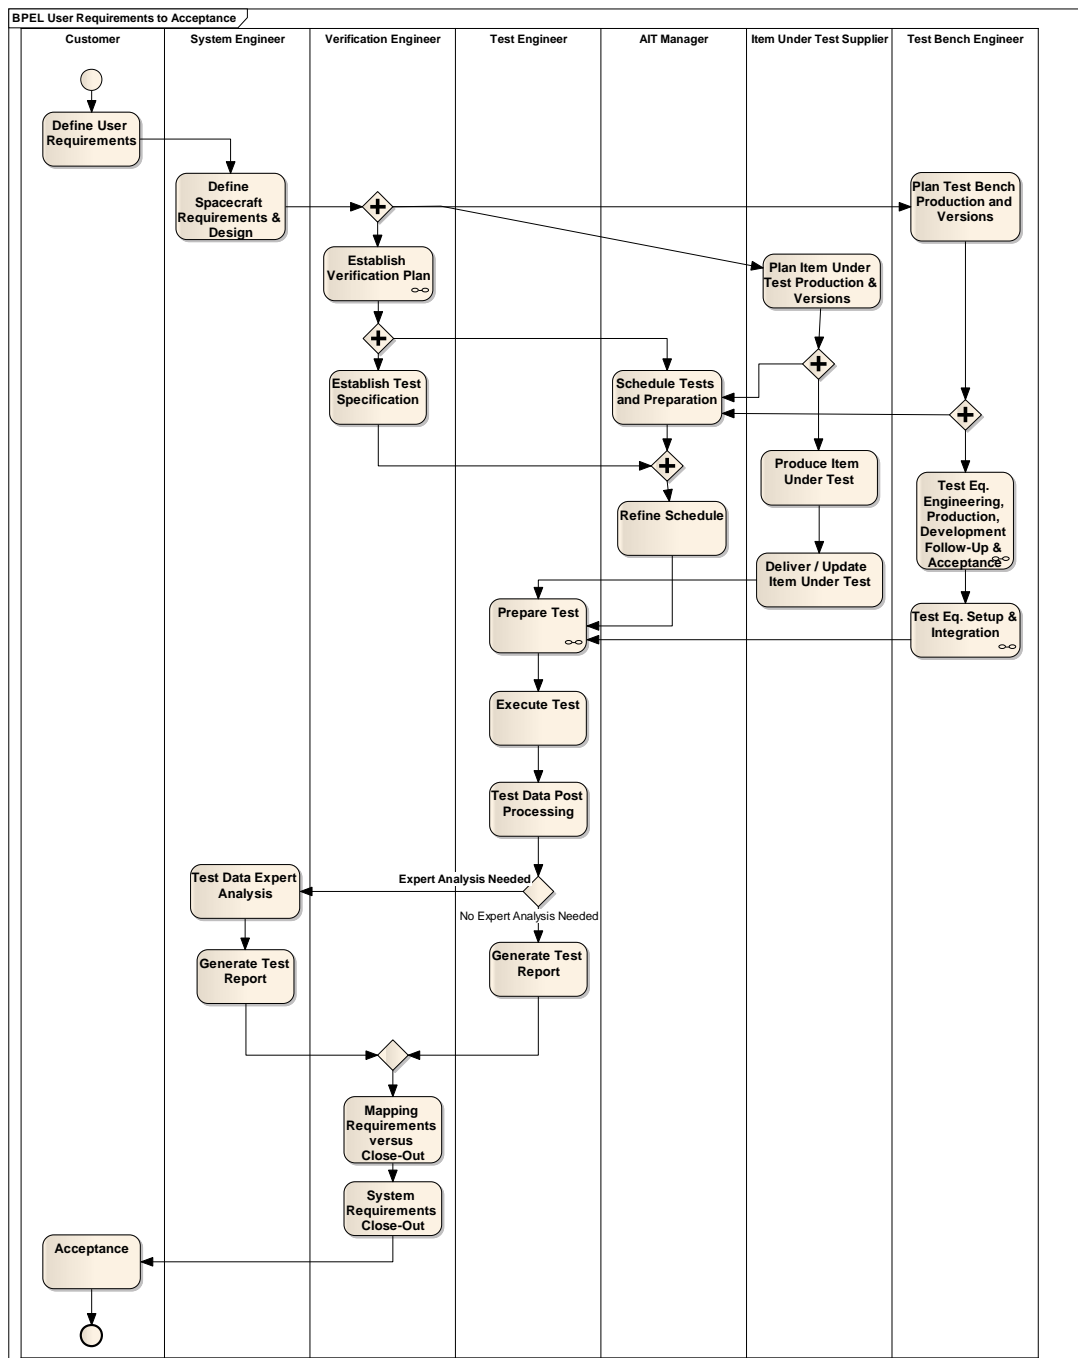 BPEL User Requirements to Acceptance
Customer
System Engineer
Verification Engineer
Test Engineer
AIT Manager
Item Under Test Supplier
Test Bench Engineer
Define User
Requirements
Define
Spacecraft
Requirements &
Design
Plan Test Bench
Production and
Versions
Establish
Verification Plan
Plan Item Under
Test Production &
Versions
Establish Test
Specification
Schedule Tests
and Preparation
Produce Item
Under Test
Test Eq.
Engineering,
Production,
Development
Follow-Up &
Acceptance
Refine Schedule
Deliver / Update
Item Under Test
Prepare Test
Test Eq. Setup &
Integration
Execute Test
Test Data Post
Processing
Expert Analysis Needed
Test Data Expert
Analysis
No Expert Analysis Needed
Generate Test
Report
Generate Test
Report
Mapping
Requirements
versus
Close-Out
System
Requirements
Close-Out
Acceptance